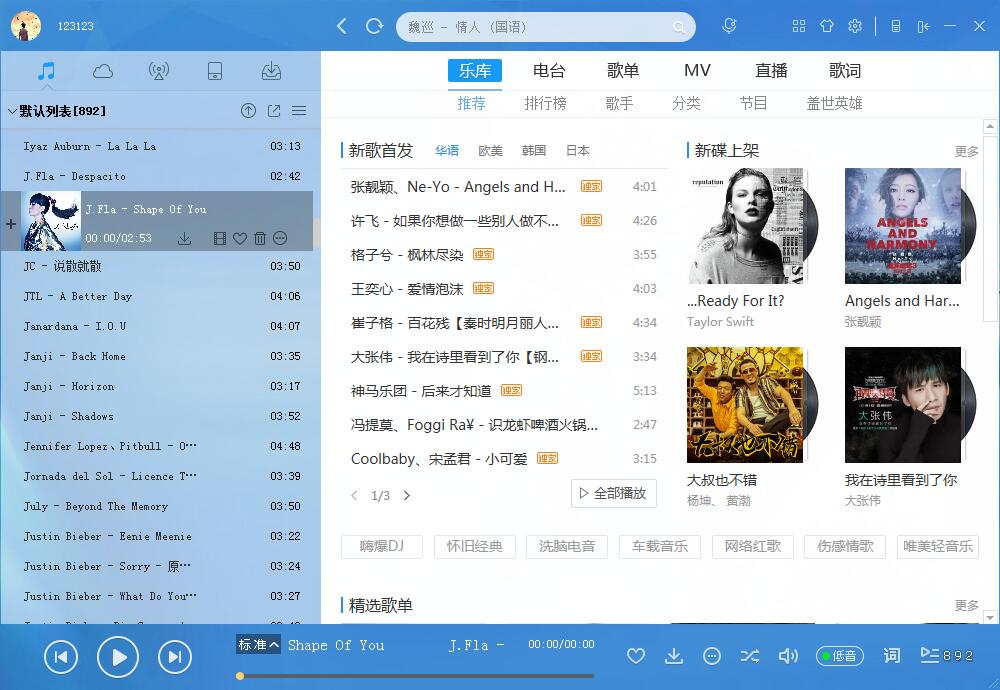 123123
魏巡 - 情人（国语）
乐库 电台 歌单 MV 直播 歌词
推荐 排行榜 歌手 分类 节目 盖世英雄
默认列表[892]
Iyaz Auburn - La La La 03:13
J.Fla - Despacito 02:42
J.Fla - Shape Of You
00:00/02:53
JC - 说散就散 03:50
JTL - A Better Day 04:06
Janardana - I.O.U 04:07
Janji - Back Home 03:35
Janji - Horizon 03:17
Janji - Shadows 03:52
Jennifer Lopez、Pitbull - O··· 04:48
Jornada del Sol - Licence T··· 03:39
July - Beyond The Memory 03:50
Justin Bieber - Eenie Meenie 03:22
Justin Bieber - Sorry - 原··· 03:24
Justin Bieber - What Do You··· 03:27
新歌首发 华语 欧美 韩国 日本
张靓颖、Ne-Yo - Angels and H... 独家 4:01
许飞 - 如果你想做一些别人做不... 独家 4:26
格子兮 - 枫林尽染 独家 3:55
王奕心 - 爱情泡沫 独家 4:03
崔子格 - 百花残【秦时明月丽人... 独家 4:34
大张伟 - 我在诗里看到了你【钢... 独家 3:34
神马乐团 - 后来才知道 独家 5:13
冯提莫、Foggi Ra¥ - 识龙虾啤酒火锅... 2:47
Coolbaby、宋孟君 - 小可爱 独家 3:15
1/3
全部播放
新碟上架 更多
reputation
...Ready For It?
Taylor Swift
ANGELS
AND
HARMONY
Angels and Har...
张靓颖
大叔也不错
大叔也不错
杨坤、 黄渤
大张伟
我在诗里看到了你
大张伟
嗨爆DJ 怀旧经典 洗脑电音 车载音乐 网络红歌 伤感情歌 唯美轻音乐
精选歌单 更多
标准 Shape Of You J.Fla - 00:00/00:00
低音 词 892